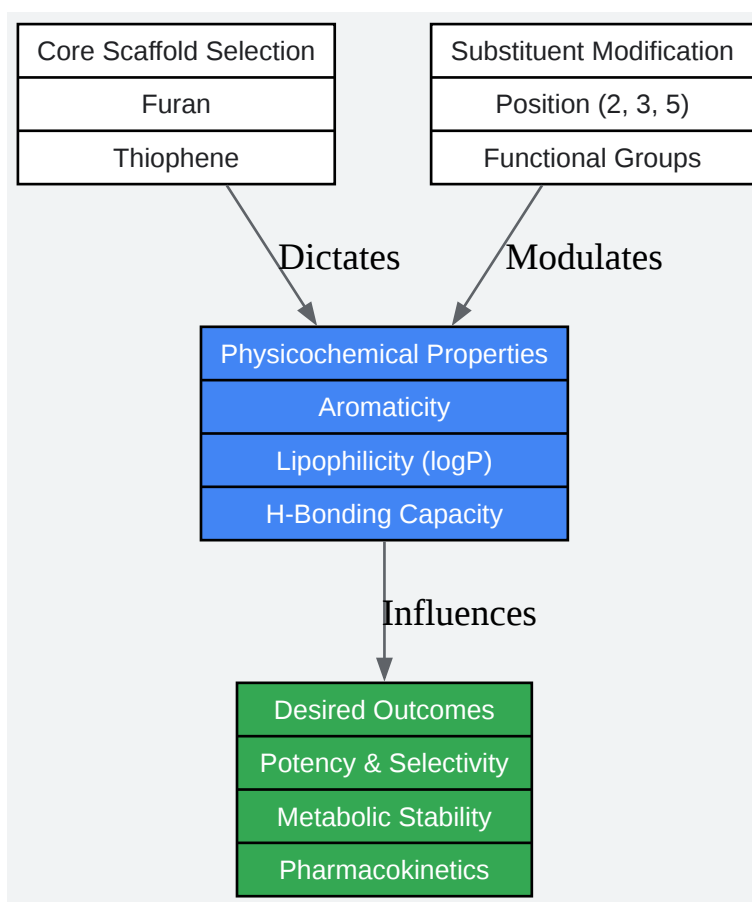 Core Scaffold Selection
Furan
Thiophene
Substituent Modification
Position (2, 3, 5)
Functional Groups
Dictates
Modulates
Physicochemical Properties
Aromaticity
Lipophilicity (logP)
H-Bonding Capacity
Influences
Desired Outcomes
Potency & Selectivity
Metabolic Stability
Pharmacokinetics